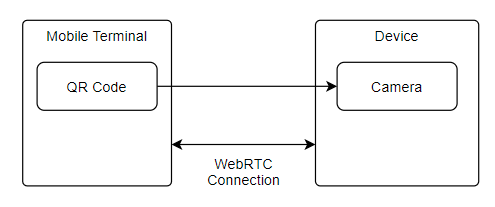 Mobile Terminal
Device
QR Code
Camera
WebRTC
Connection